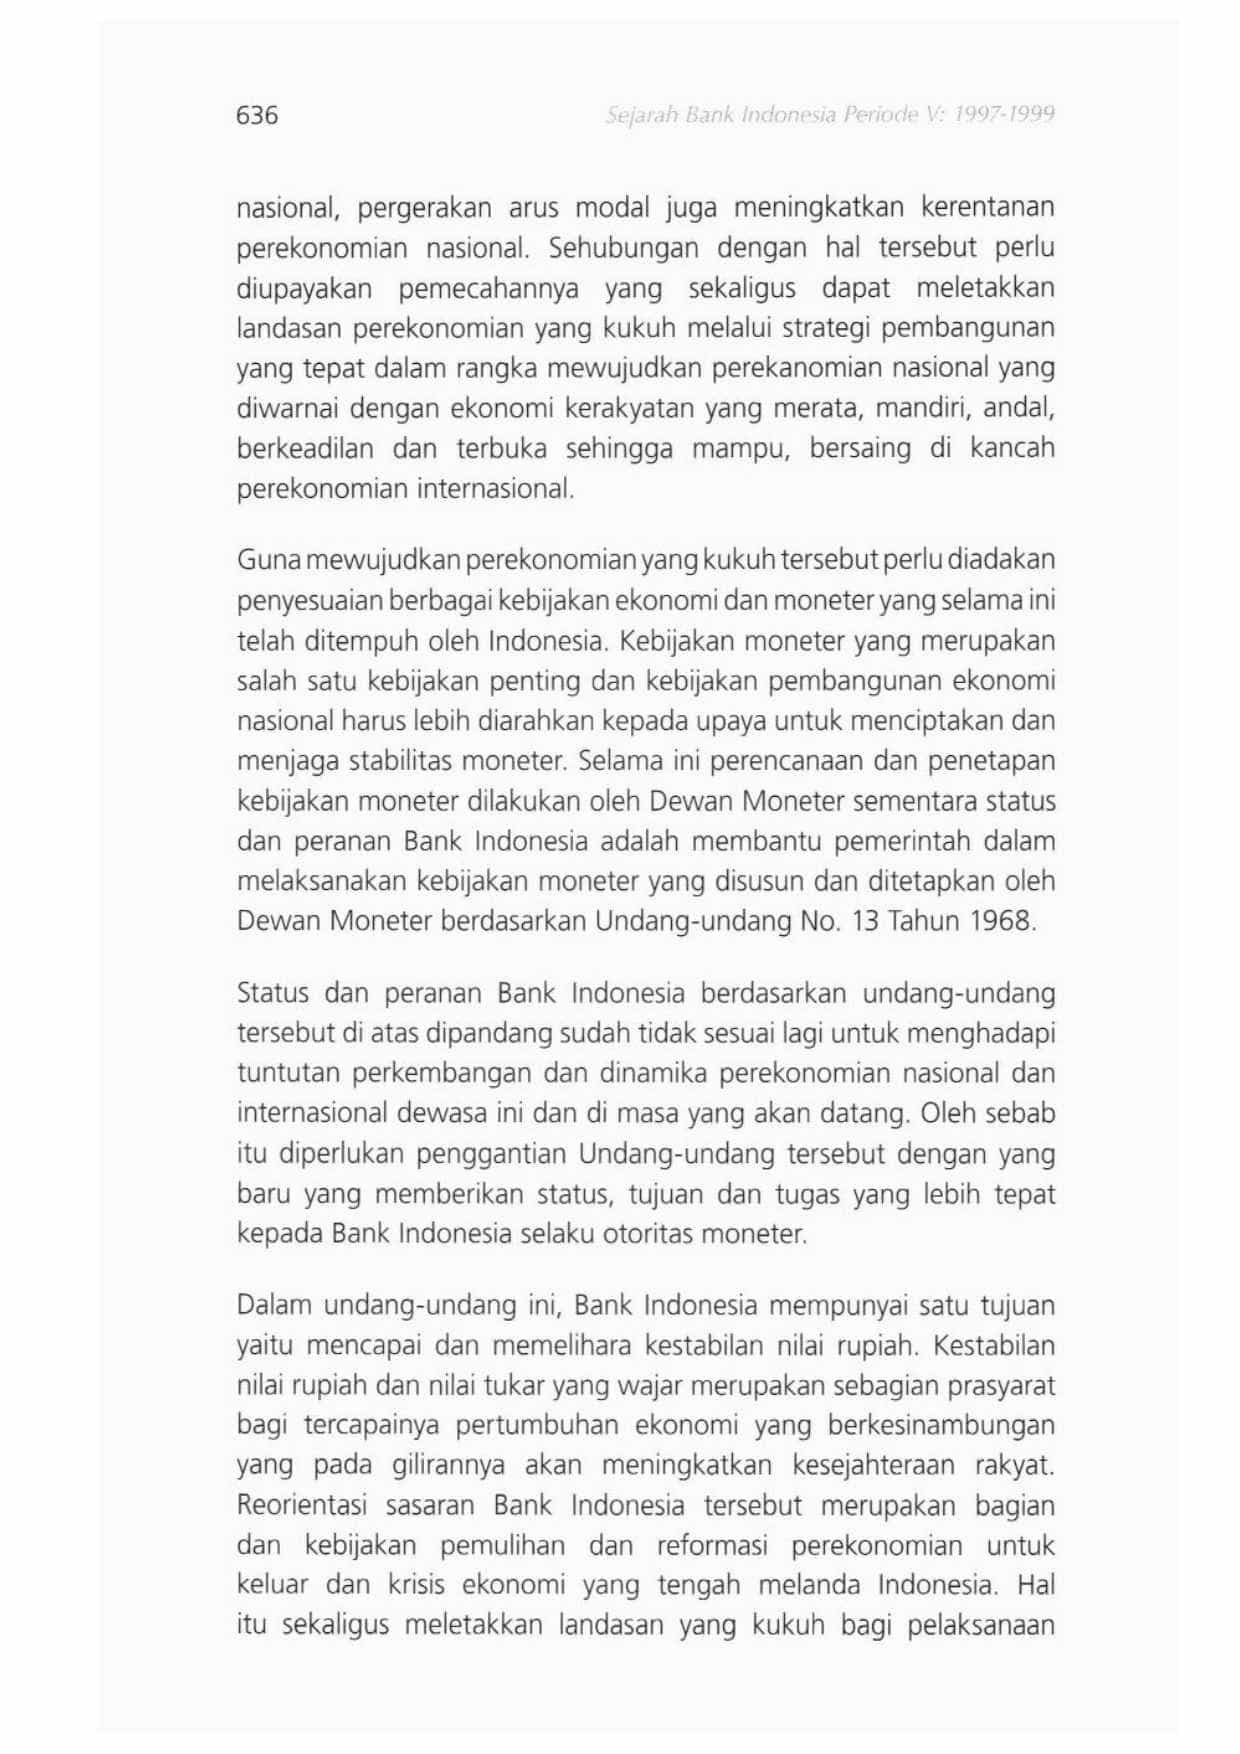 636
Sejarah Bank Indonesia Periode V: 1997-1999
nasional, pergerakan arus modal juga meningkatkan kerentanan
perekonomian nasional. Sehubungan dengan hal tersebut perlu
diupayakan pemecahannya yang sekaligus dapat meletakkan
landasan perekonomian yang kukuh melalui strategi pembangunan
yang tepat dalam rangka mewujudkan perekanomian nasional yang
diwarnai dengan ekonomi kerakyatan yang merata, mandiri, andal,
berkeadilan dan terbuka sehingga mampu, bersaing di kancah
perekonomian internasional.
Guna mewujudkan perekonomian yang kukuh tersebut perlu diadakan
penyesuaian berbagai kebijakan ekonomi dan moneter yang selama ini
telah ditempuh oleh Indonesia. Kebijakan moneter yang merupakan
salah satu kebijakan penting dan kebijakan pembangunan ekonomi
nasional harus lebih diarahkan kepada upaya untuk menciptakan dan
menjaga stabilitas moneter. Selama ini perencanaan dan penetapan
kebijakan moneter dilakukan oleh Dewan Moneter sementara status
dan peranan Bank Indonesia adalah membantu pemerintah dalam
melaksanakan kebijakan moneter yang disusun dan ditetapkan oleh
Dewan Moneter berdasarkan Undang-undang No. 13 Tahun 1968.
Status dan peranan Bank Indonesia berdasarkan undang-undang
tersebut di atas dipandang sudah tidak sesuai lagi untuk menghadapi
tuntutan perkembangan dan dinamika perekonomian nasional dan
internasional dewasa ini dan di masa yang akan datang. Oleh sebab
itu diperlukan penggantian Undang-undang tersebut dengan yang
baru yang memberikan status, tujuan dan tugas yang lebih tepat
kepada Bank Indonesia selaku otoritas moneter.
Dalam undang-undang ini, Bank Indonesia mempunyai satu tujuan
yaitu mencapai dan memelihara kestabilan nilai rupiah. Kestabilan
nilai rupiah dan nilai tukar yang wajar merupakan sebagian prasyarat
bagi tercapainya pertumbuhan ekonomi yang berkesinambungan
yang pada gilirannya akan meningkatkan kesejahteraan rakyat.
Reorientasi sasaran Bank Indonesia tersebut merupakan bagian
dan kebijakan pemulihan dan reformasi perekonomian untuk
keluar dan krisis ekonomi yang tengah melanda Indonesia. Hal
itu sekaligus meletakkan landasan yang kukuh bagi pelaksanaan